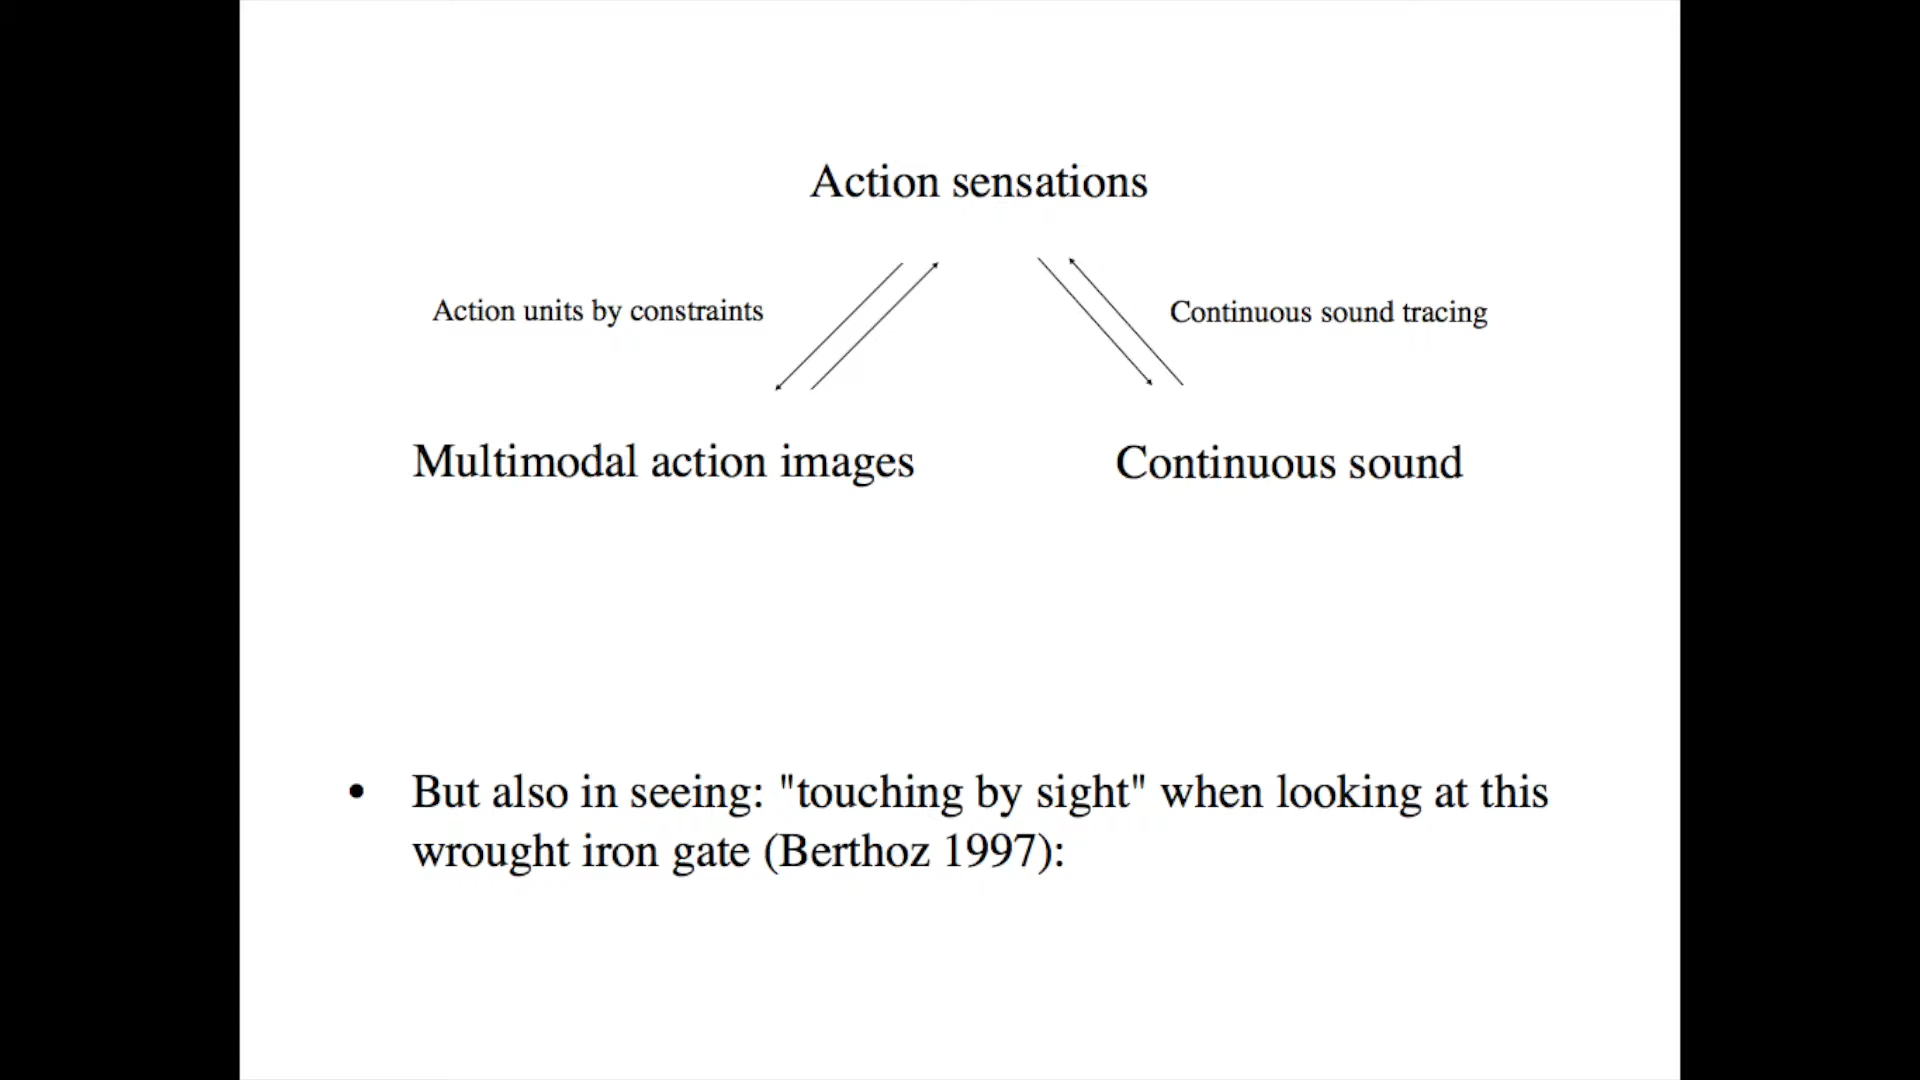 Action sensations
Action units by constraints
Continuous sound tracing
Multimodal action images
Continuous sound
• But also in seeing: "touching by sight" when looking at this
wrought iron gate (Berthoz 1997):